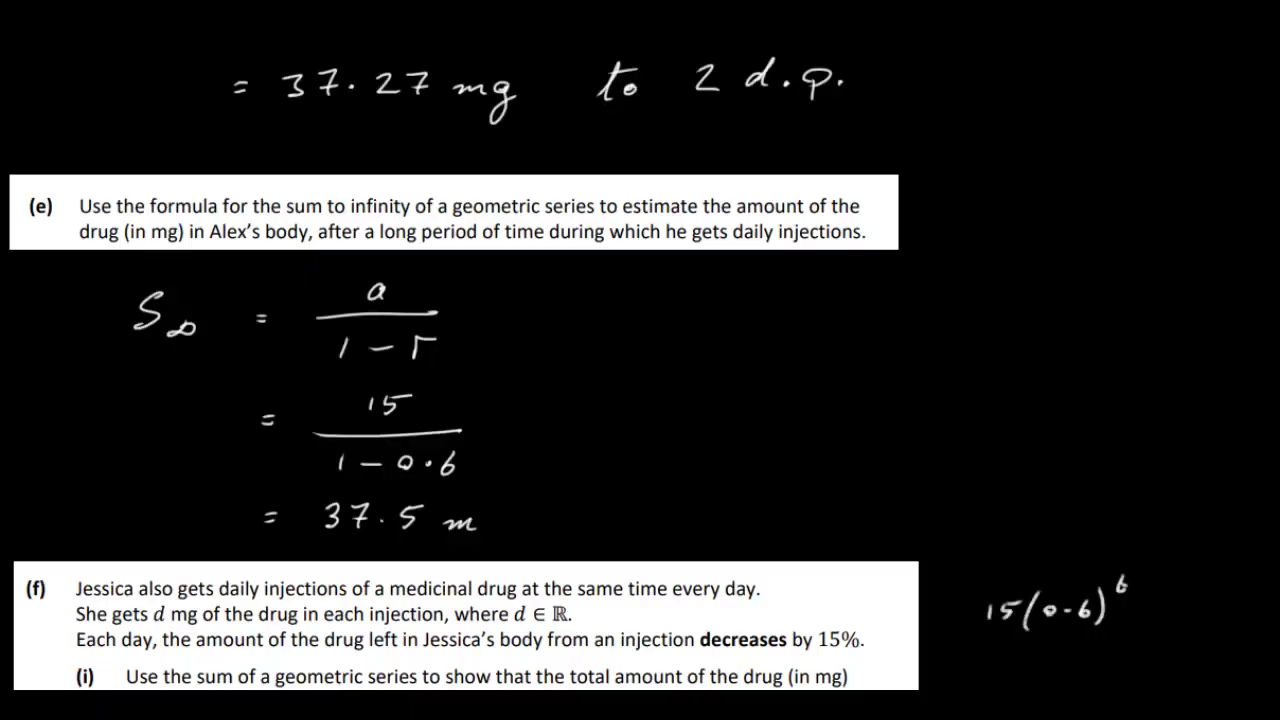 = 37.27 mg to 2 d.p.
(e) Use the formula for the sum to infinity of a geometric series to estimate the amount of the
drug (in mg) in Alex's body, after a long period of time during which he gets daily injections.
S∞ = a
1 - r
= 15
1 - 0.6
= 37.5 m
(f) Jessica also gets daily injections of a medicinal drug at the same time every day.
She gets d mg of the drug in each injection, where d ∈ ℝ.
Each day, the amount of the drug left in Jessica's body from an injection decreases by 15%.
15(0.6)^6
(i) Use the sum of a geometric series to show that the total amount of the drug (in mg)